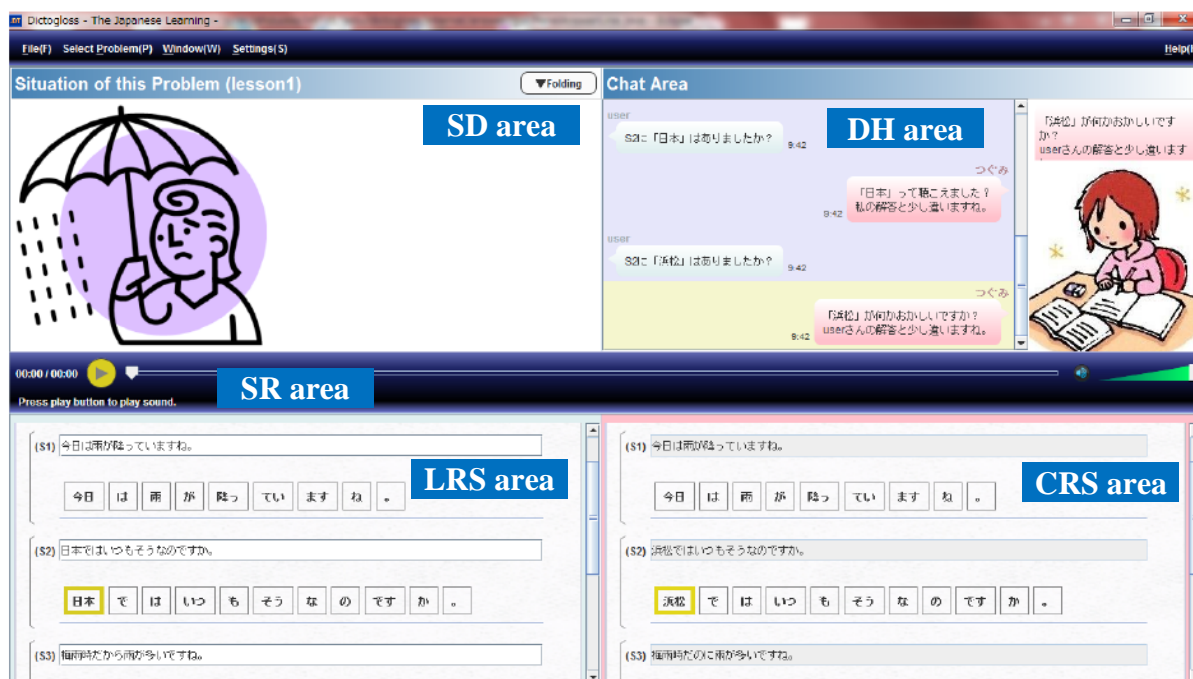 Dictogloss - The Japanese Learning -
File(F) Select Problem(P) Window(W) Settings(S)
Help(
Situation of this Problem (lesson1)
▼Folding
SD area
Chat Area
DH area
user
S2に「日本」はありましたか?
9:42
つぐみ
「日本」って聴こえました?
私の解答と少し違いますね。
9:42
user
S2に「浜松」はありましたか?
9:42
つぐみ
「浜松」が何かおかしいですか?
userさんの解答と少し違いますね。
9:42
「浜松」が何かおかしいです
か?
userさんの解答と少し違います
00:00 / 00:00
Press play button to play sound.
SR area
LRS area
(S1) 今日は雨が降っていますね。
今日 は 雨 が 降っ てい ます ね 。
(S2) 日本ではいつもそうなのですか。
日本 で は いつ も そう な の です か 。
(S3) 梅雨時だから雨が多いですね。
CRS area
(S1) 今日は雨が降っていますね。
今日 は 雨 が 降っ てい ます ね 。
(S2) 浜松ではいつもそうなのですか。
浜松 で は いつ も そう な の です か 。
(S3) 梅雨時だのに雨が多いですね。